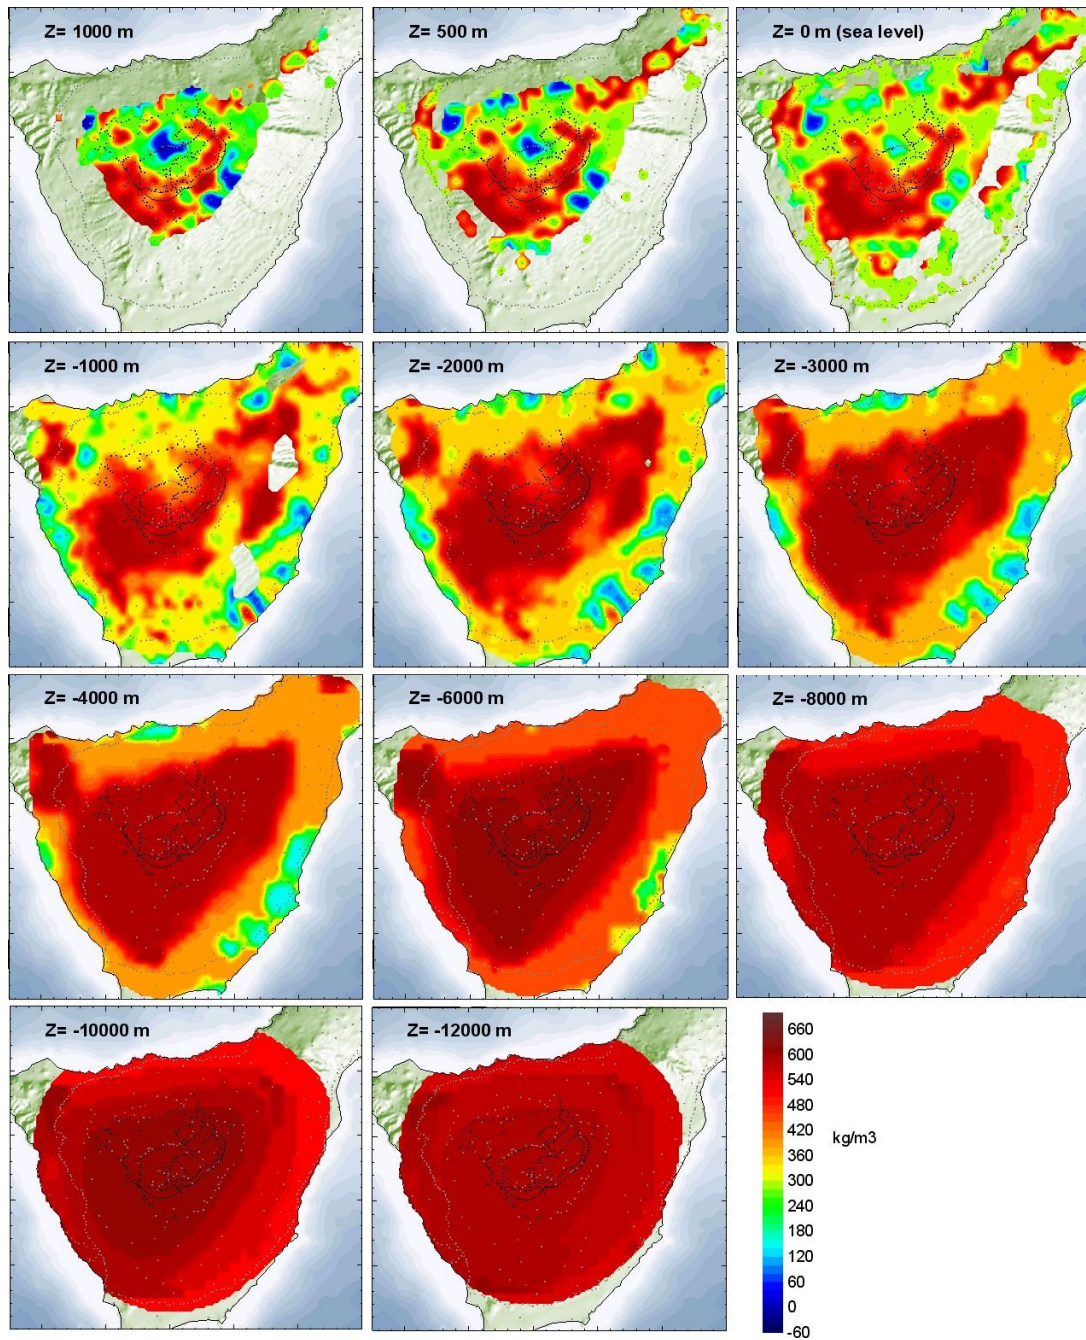 Z= 1000 m
Z= 500 m
Z= 0 m (sea level)
Z= -1000 m
Z= -2000 m
Z= -3000 m
Z= -4000 m
Z= -6000 m
Z= -8000 m
Z= -10000 m
Z= -12000 m
660
600
540
480
420
360
300
240
180
120
60
0
-60
kg/m3